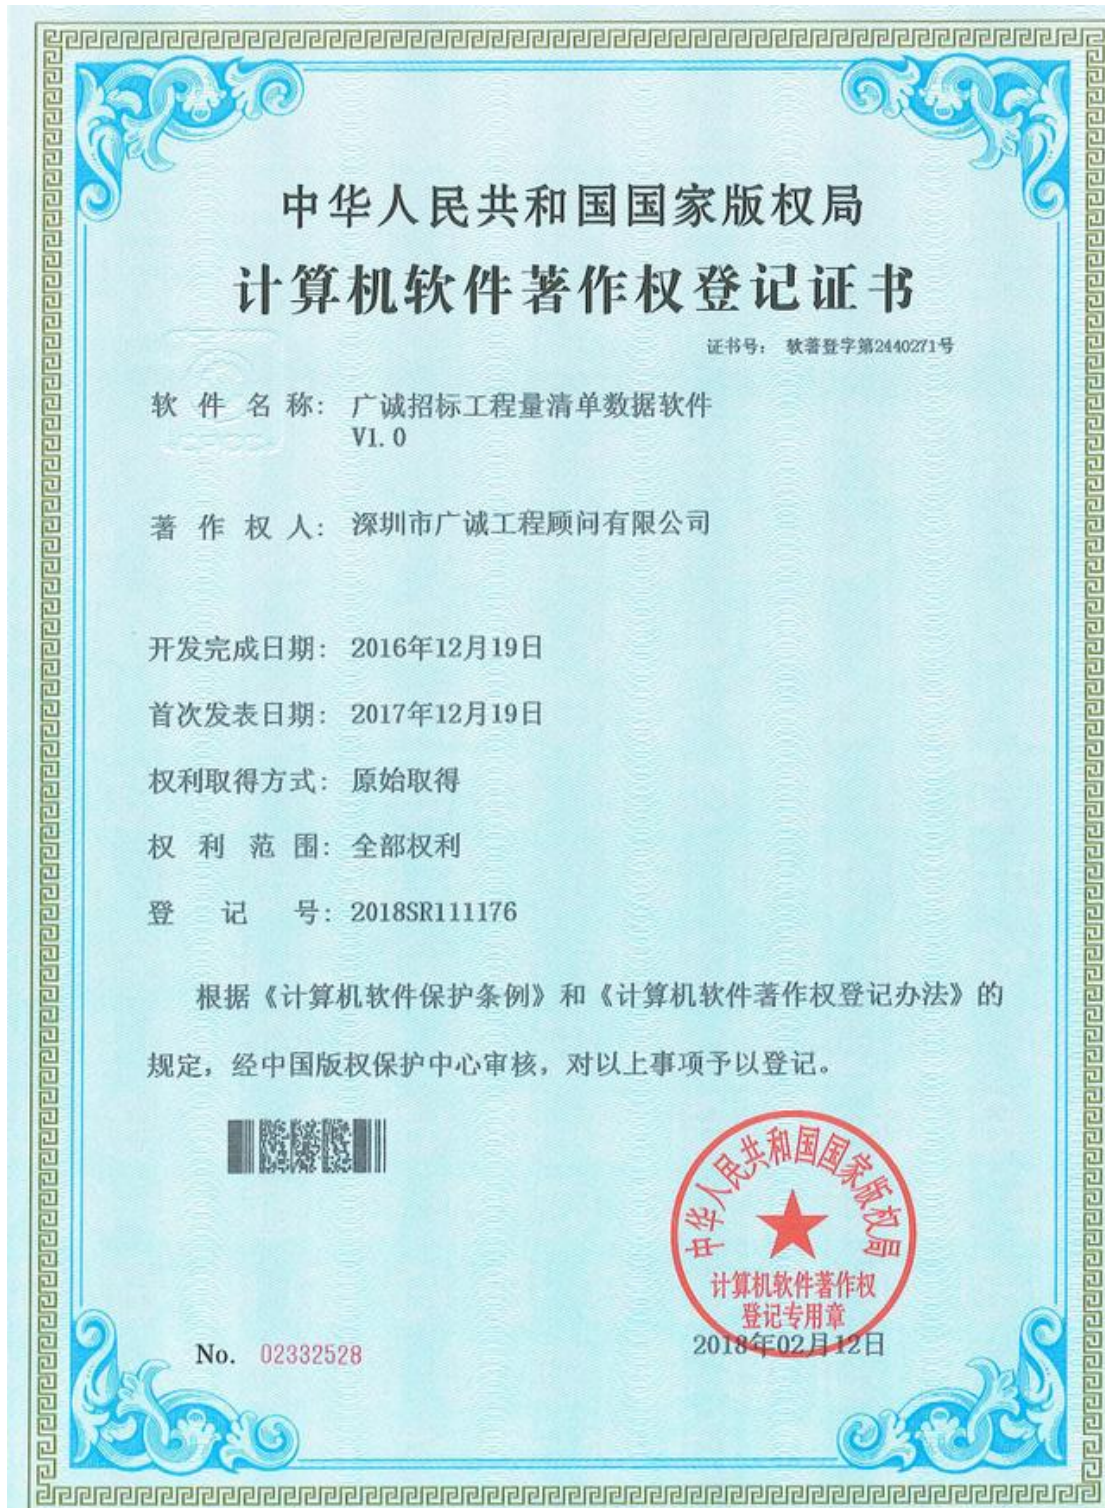 中华人民共和国国家版权局
计算机软件著作权登记证书
证书号： 软著登字第2440271号
软件名称： 广诚招标工程量清单数据软件
V1.0
著作权人： 深圳市广诚工程顾问有限公司
开发完成日期： 2016年12月19日
首次发表日期： 2017年12月19日
权利取得方式： 原始取得
权利范围： 全部权利
登记号： 2018SR111176
根据《计算机软件保护条例》和《计算机软件著作权登记办法》的
规定，经中国版权保护中心审核，对以上事项予以登记。
中华人民共和国国家版权局
计算机软件著作权
登记专用章
No. 02332528
2018年02月12日